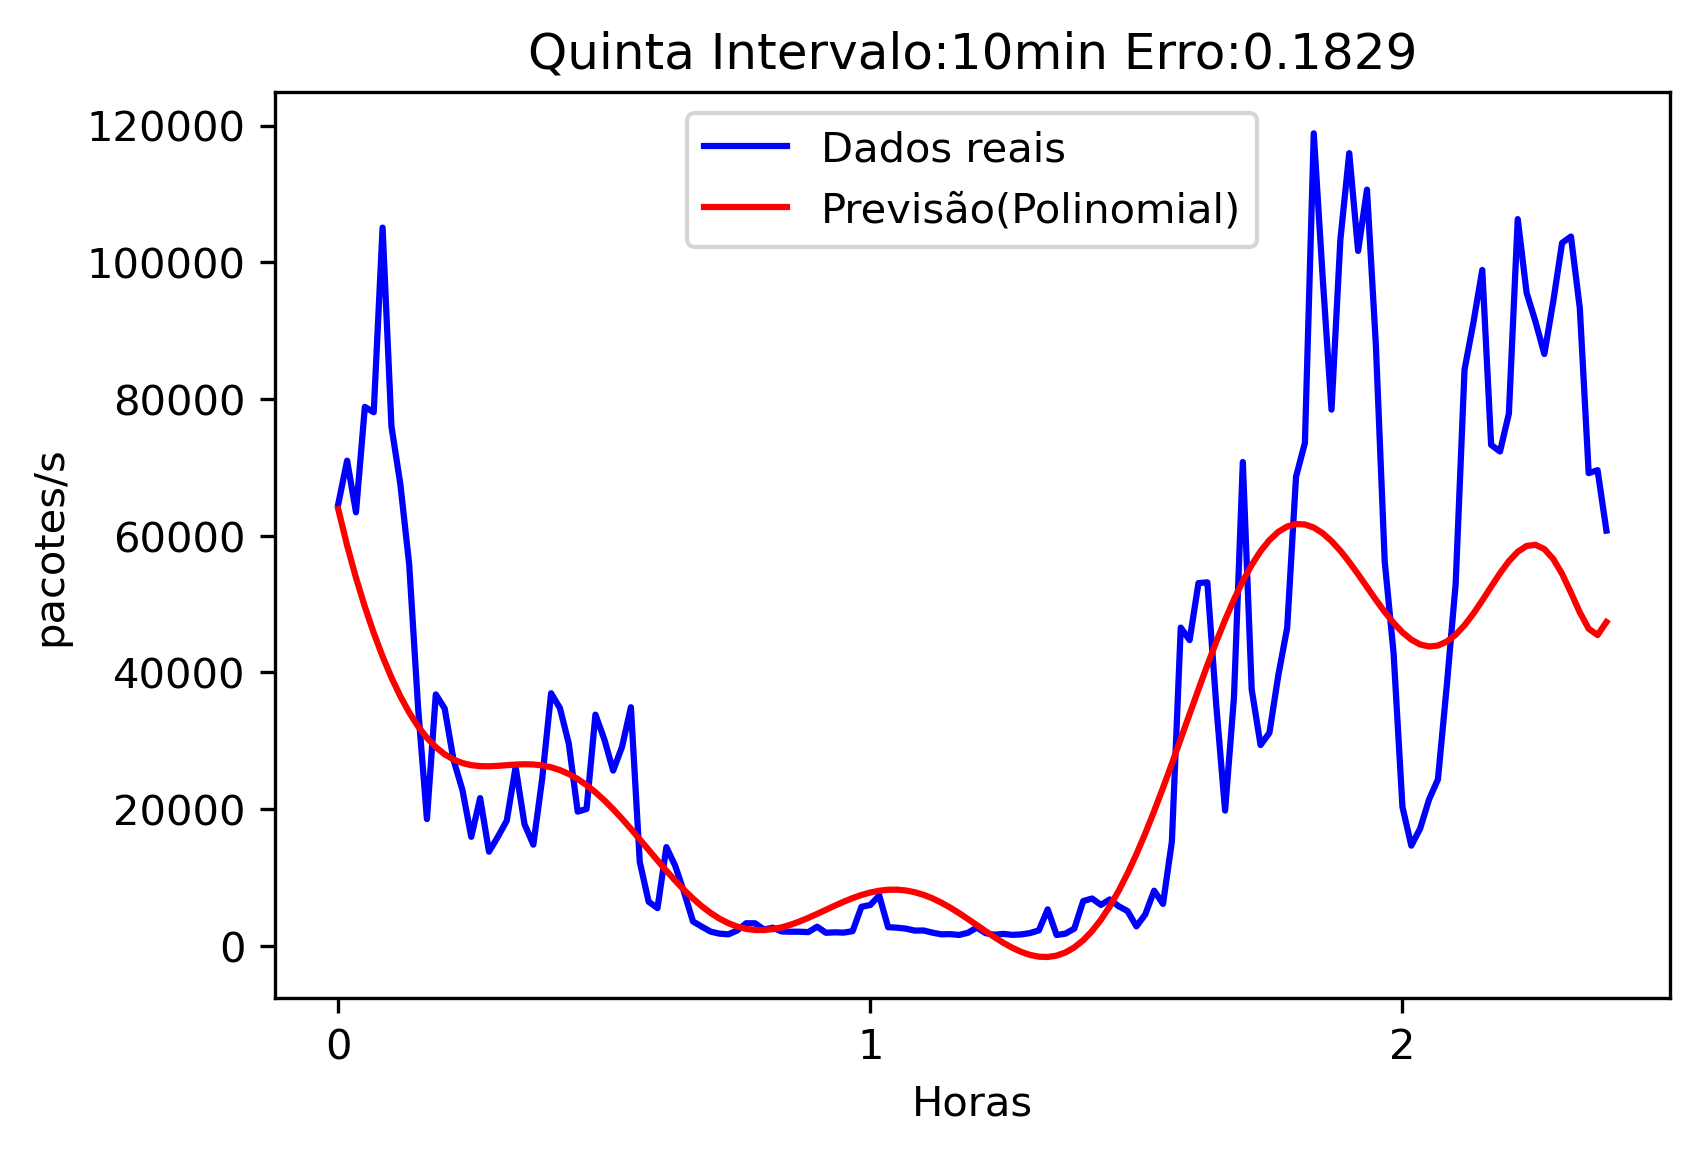 Quinta Intervalo:10min Erro:0.1829
Dados reais
Previsão(Polinomial)
120000
100000
80000
60000
40000
20000
0
pacotes/s
0 1 2
Horas